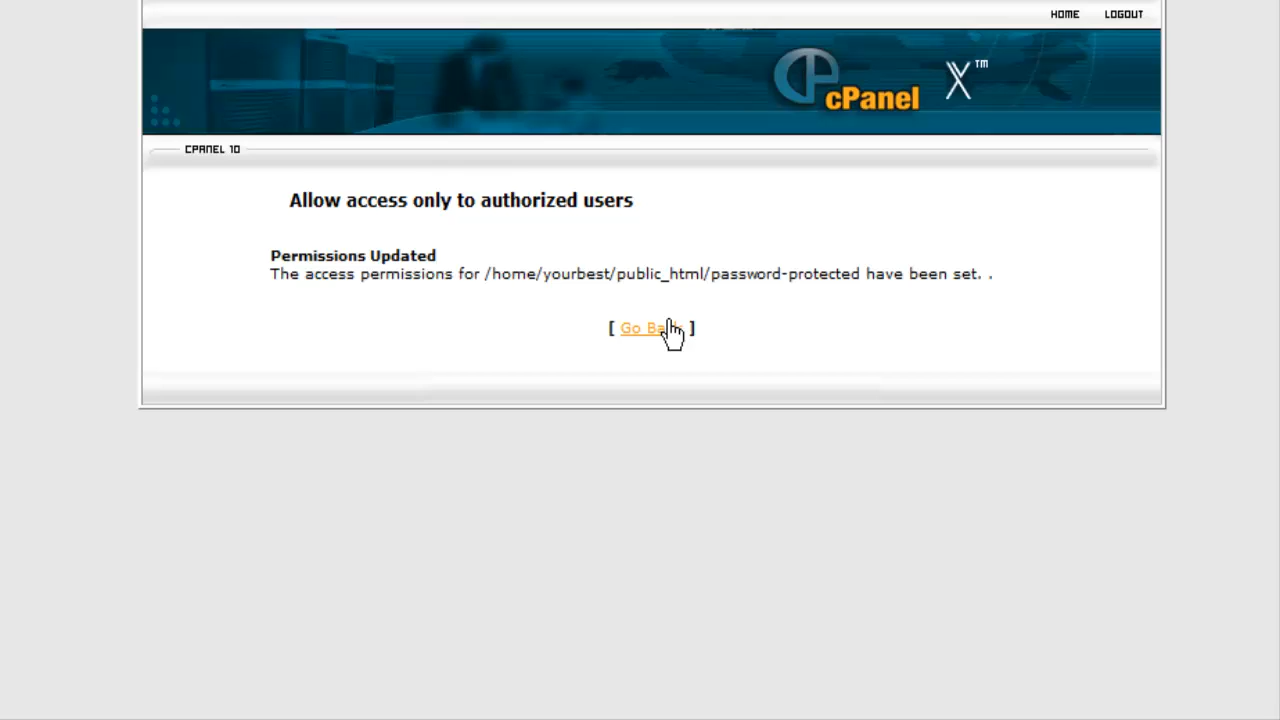 HOME LOGOUT
cPanel X™
CPANEL 10
Allow access only to authorized users
Permissions Updated
The access permissions for /home/yourbest/public_html/password-protected have been set. .
[ Go Back ]